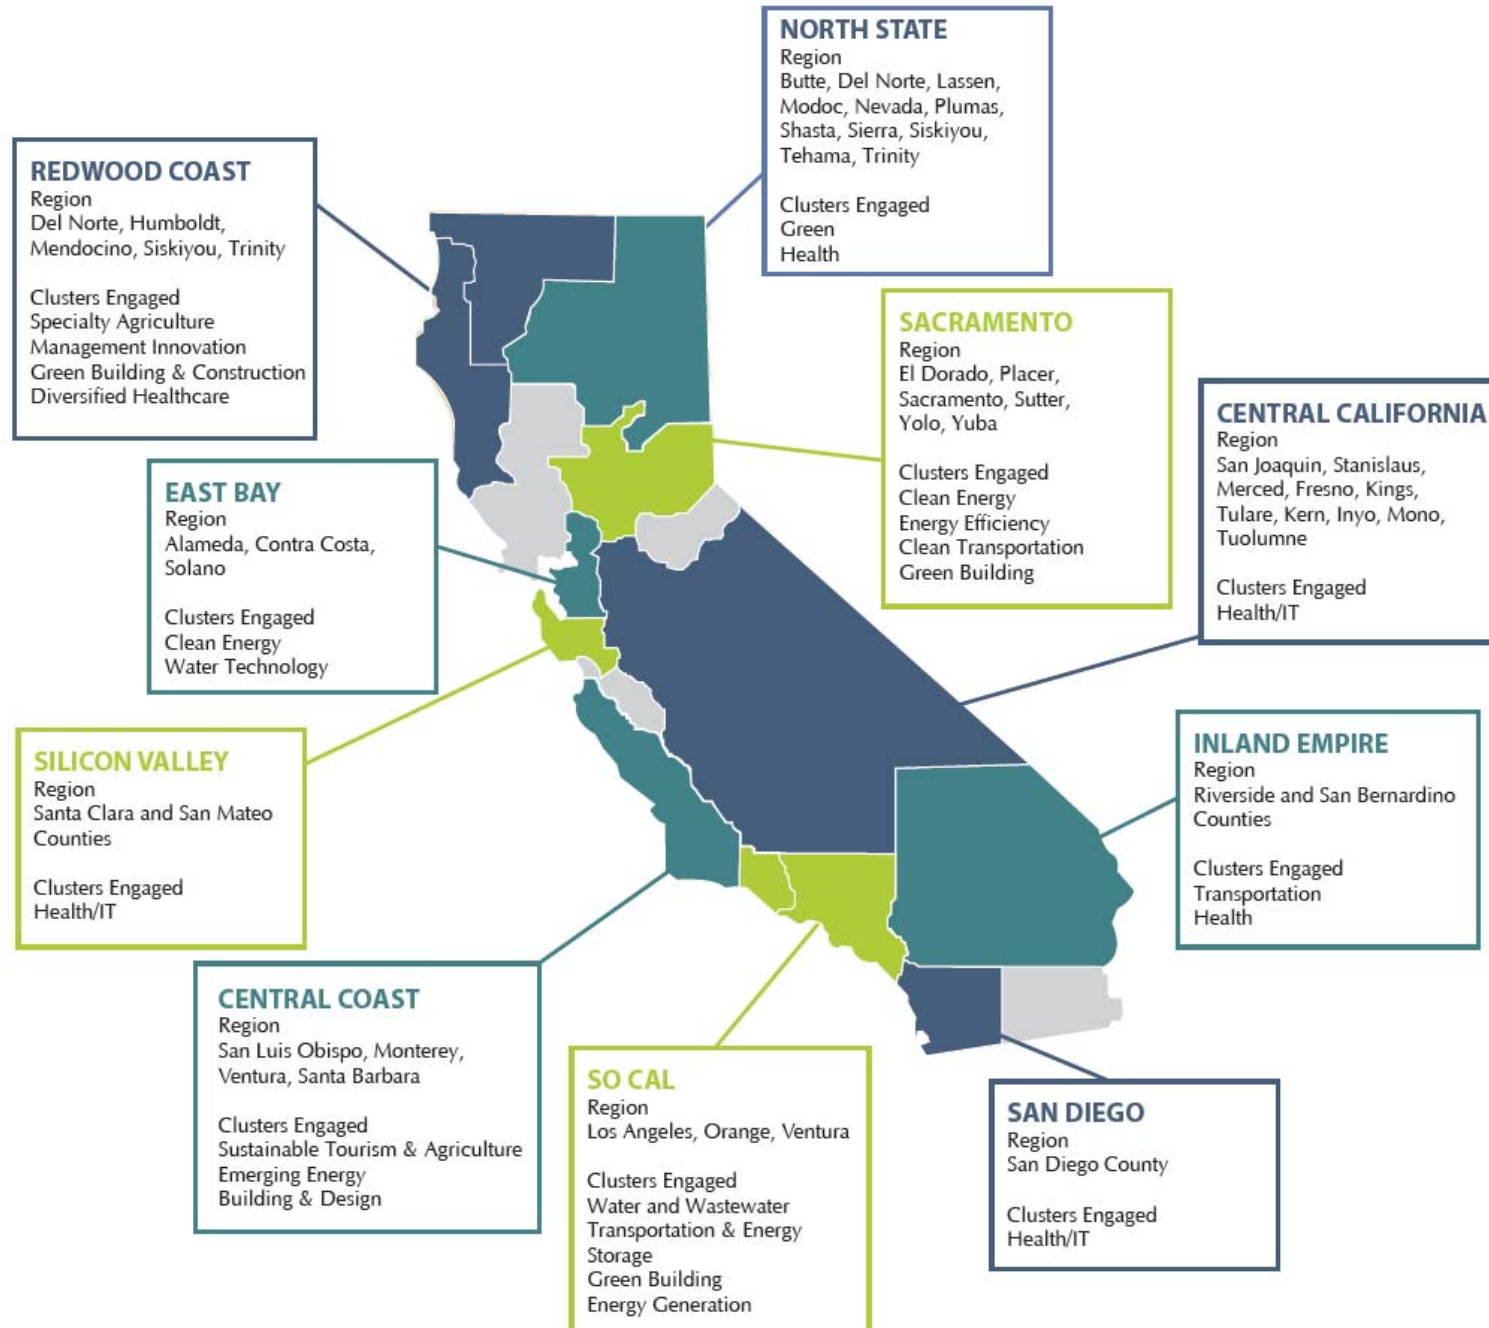 NORTH STATE
Region
Butte, Del Norte, Lassen,
Modoc, Nevada, Plumas,
Shasta, Sierra, Siskiyou,
Tehama, Trinity
Clusters Engaged
Green
Health
REDWOOD COAST
Region
Del Norte, Humboldt,
Mendocino, Siskiyou, Trinity
Clusters Engaged
Specialty Agriculture
Management Innovation
Green Building & Construction
Diversified Healthcare
SACRAMENTO
Region
El Dorado, Placer,
Sacramento, Sutter,
Yolo, Yuba
Clusters Engaged
Clean Energy
Energy Efficiency
Clean Transportation
Green Building
CENTRAL CALIFORNIA
Region
San Joaquin, Stanislaus,
Merced, Fresno, Kings,
Tulare, Kern, Inyo, Mono,
Tuolumne
Clusters Engaged
Health/IT
EAST BAY
Region
Alameda, Contra Costa,
Solano
Clusters Engaged
Clean Energy
Water Technology
SILICON VALLEY
Region
Santa Clara and San Mateo
Counties
Clusters Engaged
Health/IT
INLAND EMPIRE
Region
Riverside and San Bernardino
Counties
Clusters Engaged
Transportation
Health
CENTRAL COAST
Region
San Luis Obispo, Monterey,
Ventura, Santa Barbara
Clusters Engaged
Sustainable Tourism & Agriculture
Emerging Energy
Building & Design
SO CAL
Region
Los Angeles, Orange, Ventura
Clusters Engaged
Water and Wastewater
Transportation & Energy
Storage
Green Building
Energy Generation
SAN DIEGO
Region
San Diego County
Clusters Engaged
Health/IT